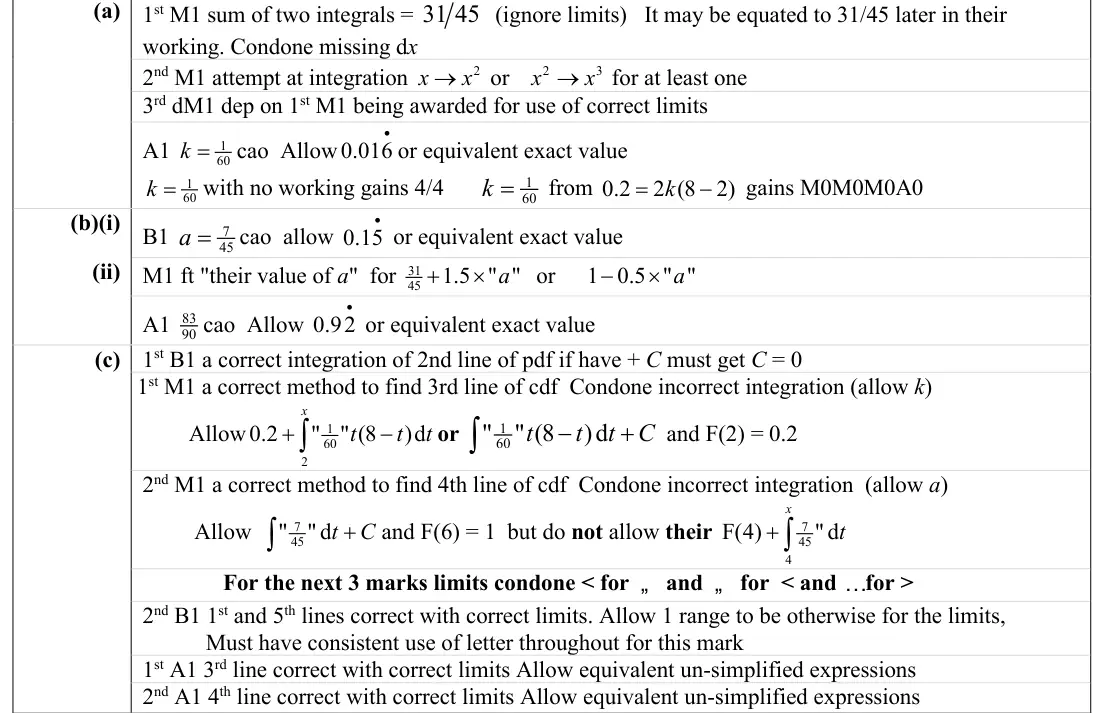 (a) 1st M1 sum of two integrals = 31/45 (ignore limits) It may be equated to 31/45 later in their
working. Condone missing dx
2nd M1 attempt at integration x → x² or x² → x³ for at least one
3rd dM1 dep on 1st M1 being awarded for use of correct limits
A1 k = 1/60 cao Allow 0.016̇ or equivalent exact value
k = 1/60 with no working gains 4/4 k = 1/60 from 0.2 = 2k(8 − 2) gains M0M0M0A0
(b)(i) B1 a = 7/45 cao allow 0.15̇ or equivalent exact value
(ii) M1 ft "their value of a" for 31/45 + 1.5 × "a" or 1 − 0.5 × "a"
A1 83/90 cao Allow 0.92̇ or equivalent exact value
(c) 1st B1 a correct integration of 2nd line of pdf if have + C must get C = 0
1st M1 a correct method to find 3rd line of cdf Condone incorrect integration (allow k)
Allow 0.2 + ∫₂ˣ "1/60" t(8 − t)dt or ∫ "1/60" t(8 − t) dt + C and F(2) = 0.2
2nd M1 a correct method to find 4th line of cdf Condone incorrect integration (allow a)
Allow ∫ "7/45" dt + C and F(6) = 1 but do not allow their F(4) + ∫₄ˣ "7/45" dt
For the next 3 marks limits condone < for „ and „ for < and …for >
2nd B1 1st and 5th lines correct with correct limits. Allow 1 range to be otherwise for the limits,
Must have consistent use of letter throughout for this mark
1st A1 3rd line correct with correct limits Allow equivalent un-simplified expressions
2nd A1 4th line correct with correct limits Allow equivalent un-simplified expressions